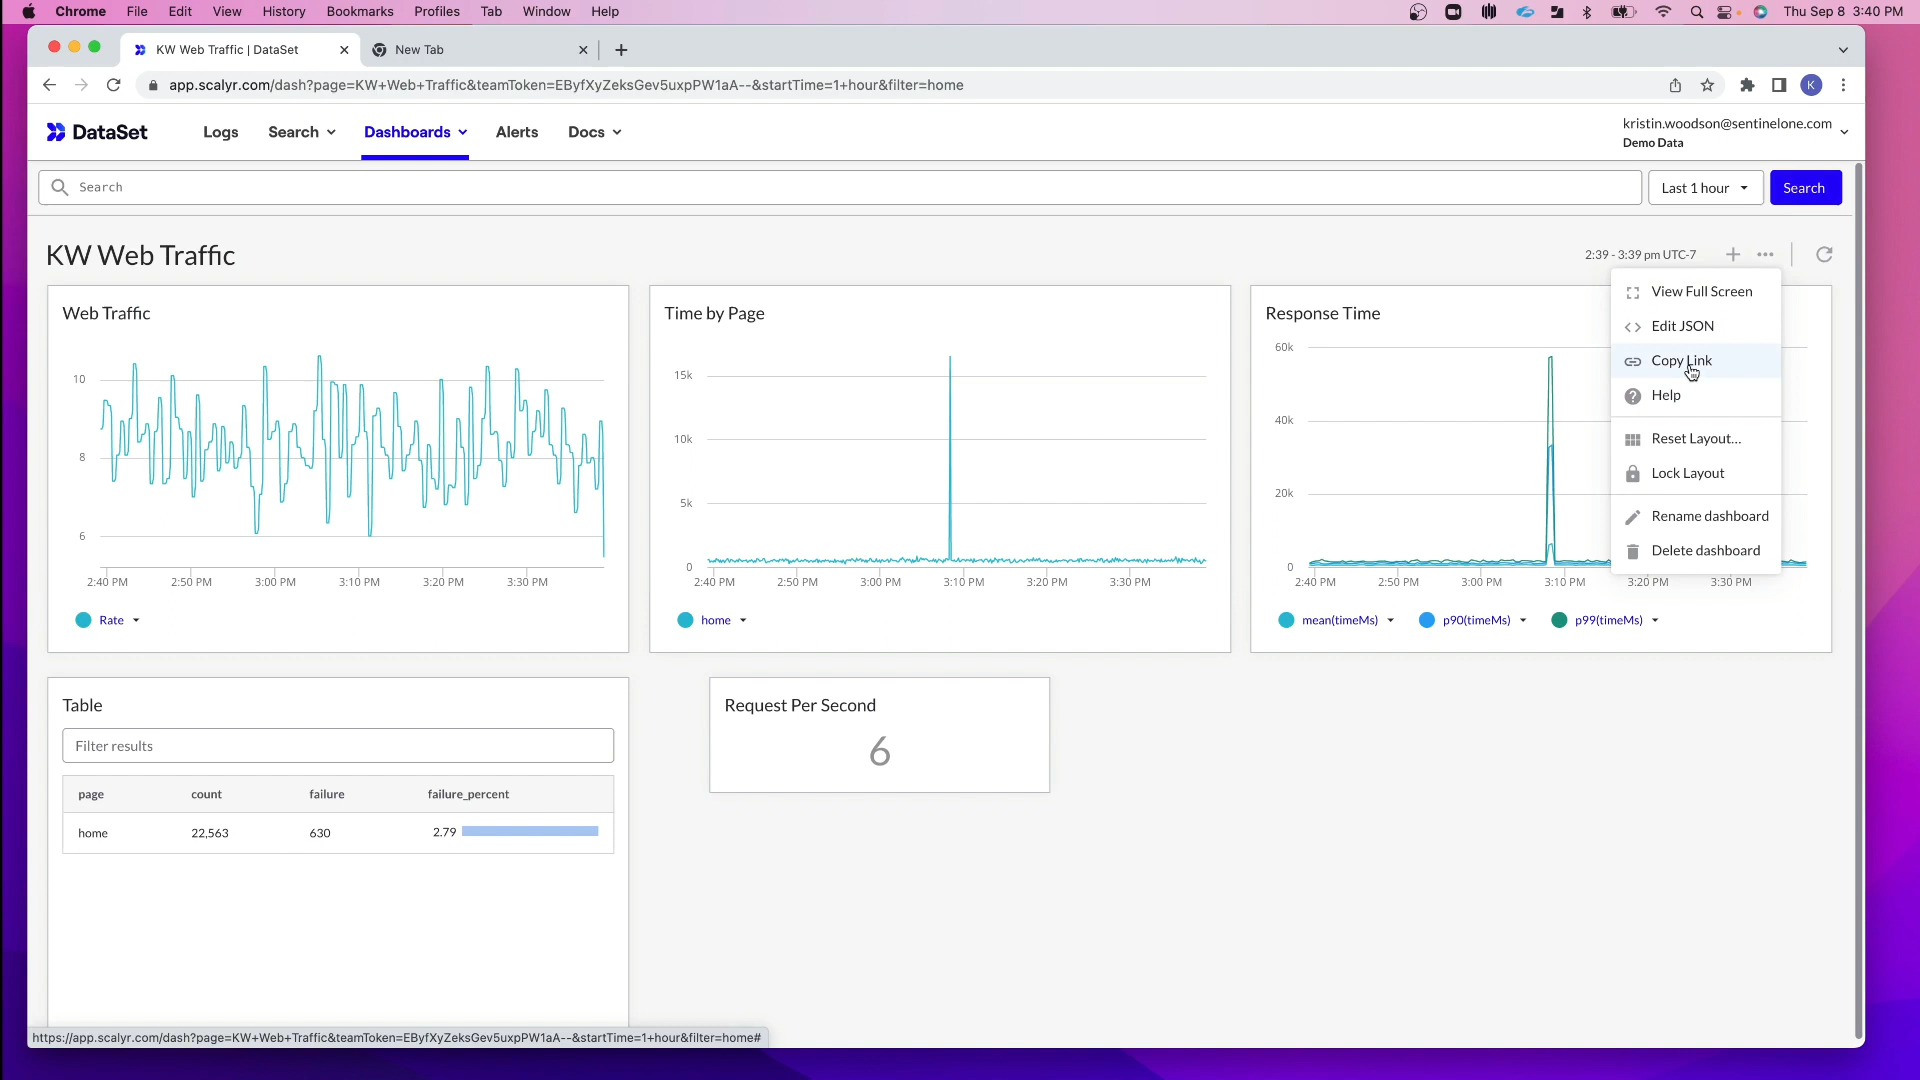 Chrome File Edit View History Bookmarks Profiles Tab Window Help Thu Sep 8 3:40 PM
KW Web Traffic | DataSet New Tab
app.scalyr.com/dash?page=KW+Web+Traffic&teamToken=EByfXyZeksGev5uxpPW1aA--&startTime=1+hour&filter=home K
DataSet Logs Search Dashboards Alerts Docs kristin.woodson@sentinelone.com
Demo Data
Search Last 1 hour Search
KW Web Traffic 2:39 - 3:39 pm UTC-7
View Full Screen
Edit JSON
Copy Link
Help
Reset Layout...
Lock Layout
Rename dashboard
Delete dashboard
Web Traffic
10
8
6
2:40 PM 2:50 PM 3:00 PM 3:10 PM 3:20 PM 3:30 PM
Rate
Time by Page
15k
10k
5k
0
2:40 PM 2:50 PM 3:00 PM 3:10 PM 3:20 PM 3:30 PM
home
Response Time
60k
40k
20k
0
2:40 PM 2:50 PM 3:00 PM 3:10 PM 3:20 PM 3:30 PM
mean(timeMs) p90(timeMs) p99(timeMs)
Table
Filter results
page count failure failure_percent
home 22,563 630 2.79
Request Per Second
6
https://app.scalyr.com/dash?page=KW+Web+Traffic&teamToken=EByfXyZeksGev5uxpPW1aA--&startTime=1+hour&filter=home#